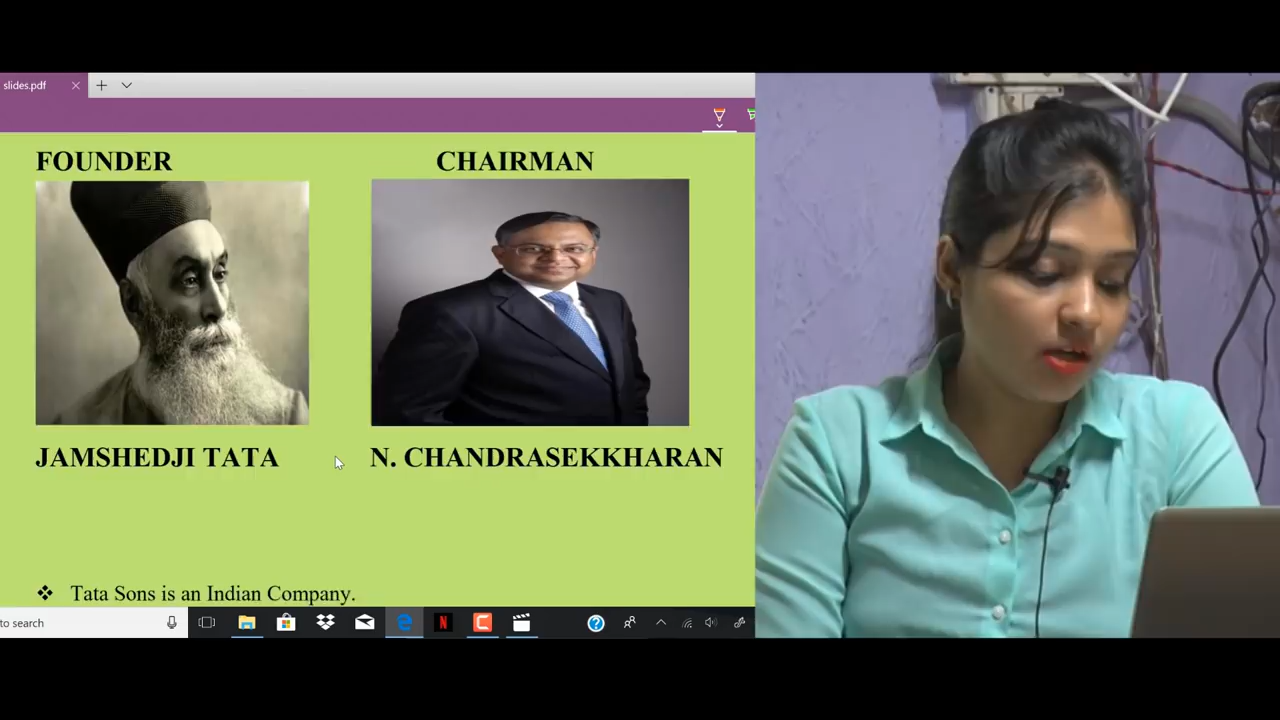 slides.pdf
FOUNDER CHAIRMAN
JAMSHEDJI TATA N. CHANDRASEKKHARAN
❖ Tata Sons is an Indian Company.
to search